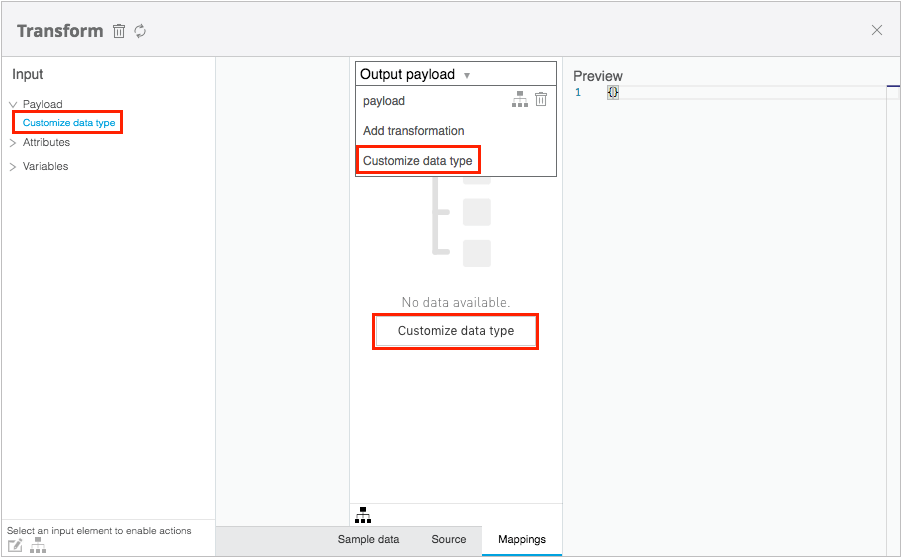 Transform
Input
Payload
Customize data type
Attributes
Variables
Select an input element to enable actions
Output payload
payload
Add transformation
Customize data type
No data available.
Customize data type
Sample data
Source
Mappings
Preview
1 {}